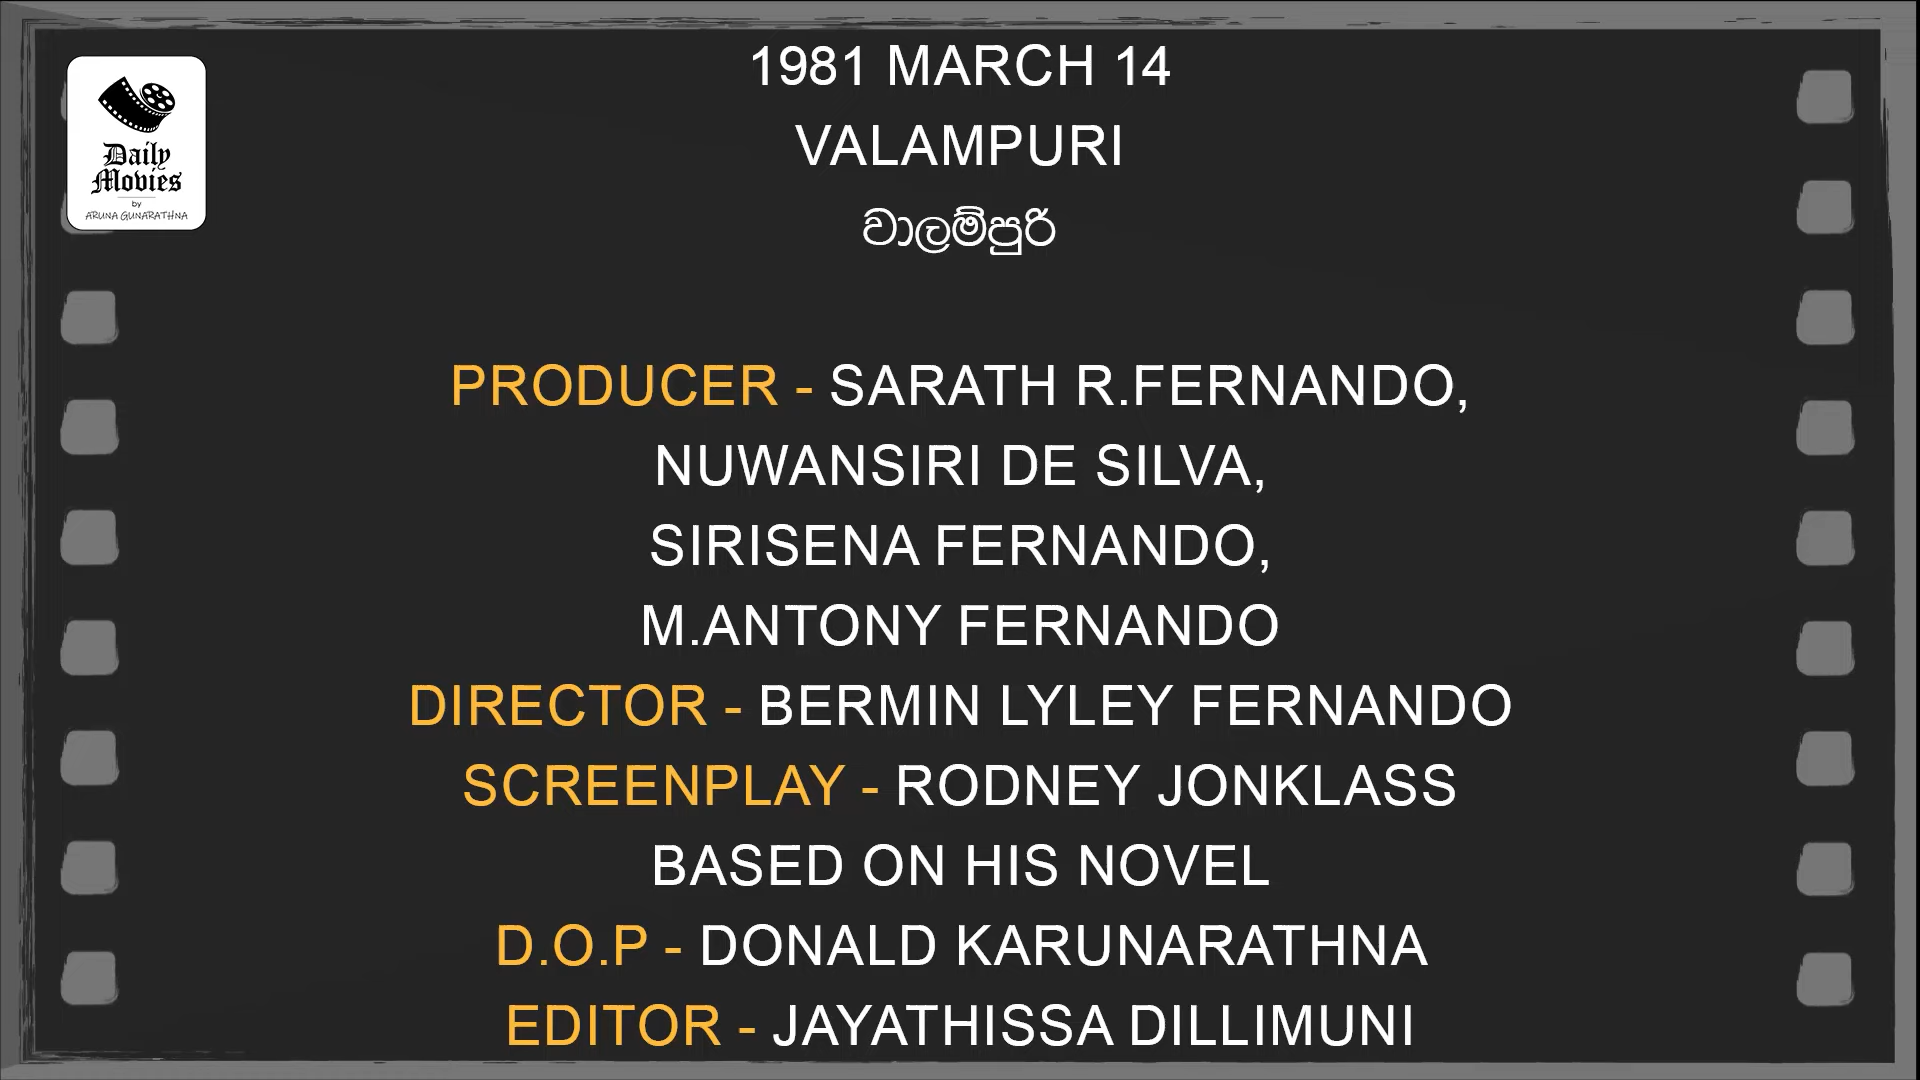 1981 MARCH 14
VALAMPURI
වාලම්පුරි
Daily
Movies
by
ARUNA GUNARATHNA
PRODUCER - SARATH R.FERNANDO,
NUWANSIRI DE SILVA,
SIRISENA FERNANDO,
M.ANTONY FERNANDO
DIRECTOR - BERMIN LYLEY FERNANDO
SCREENPLAY - RODNEY JONKLASS
BASED ON HIS NOVEL
D.O.P - DONALD KARUNARATHNA
EDITOR - JAYATHISSA DILLIMUNI